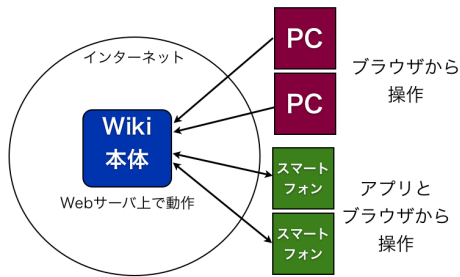 インターネット
Wiki
本体
Webサーバ上で動作
PC
PC
ブラウザから
操作
スマート
フォン
スマート
フォン
アプリと
ブラウザから
操作